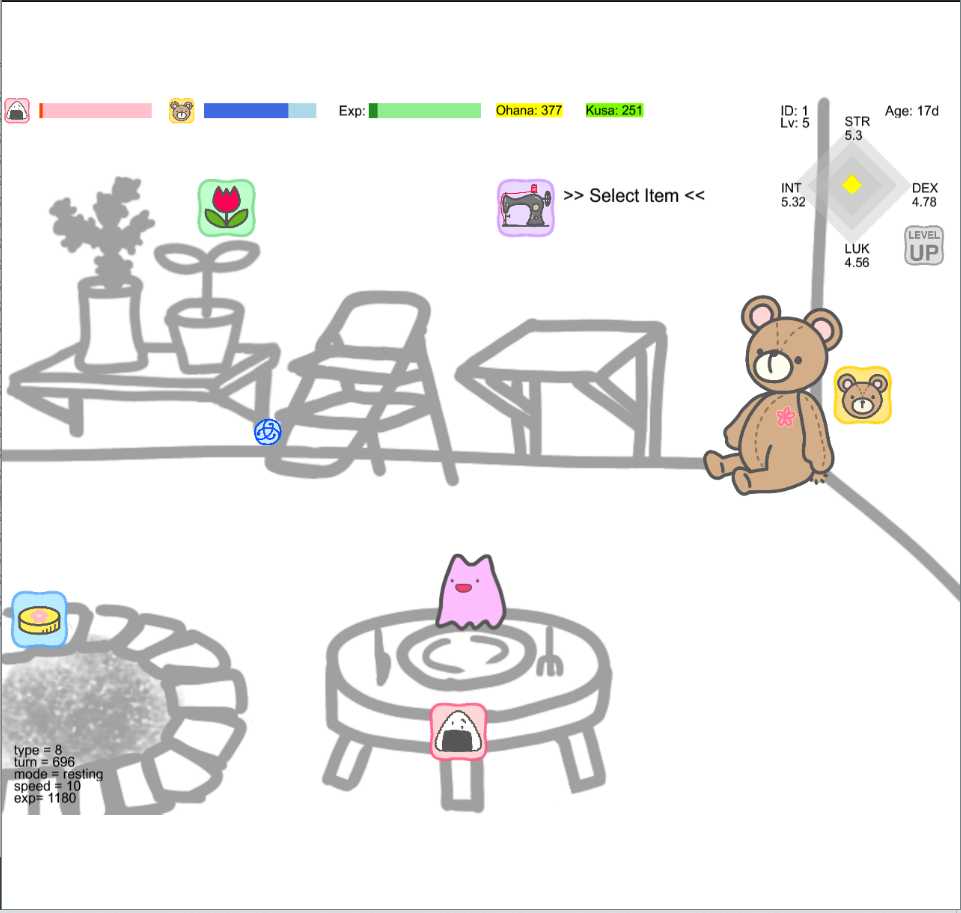 Exp:
Ohana: 377
Kusa: 251
ID: 1
Lv: 5
Age: 17d
STR
5.3
INT
5.32
DEX
4.78
LUK
4.56
LEVEL
UP
>> Select Item <<
type = 8
turn = 696
mode = resting
speed = 10
exp= 1180